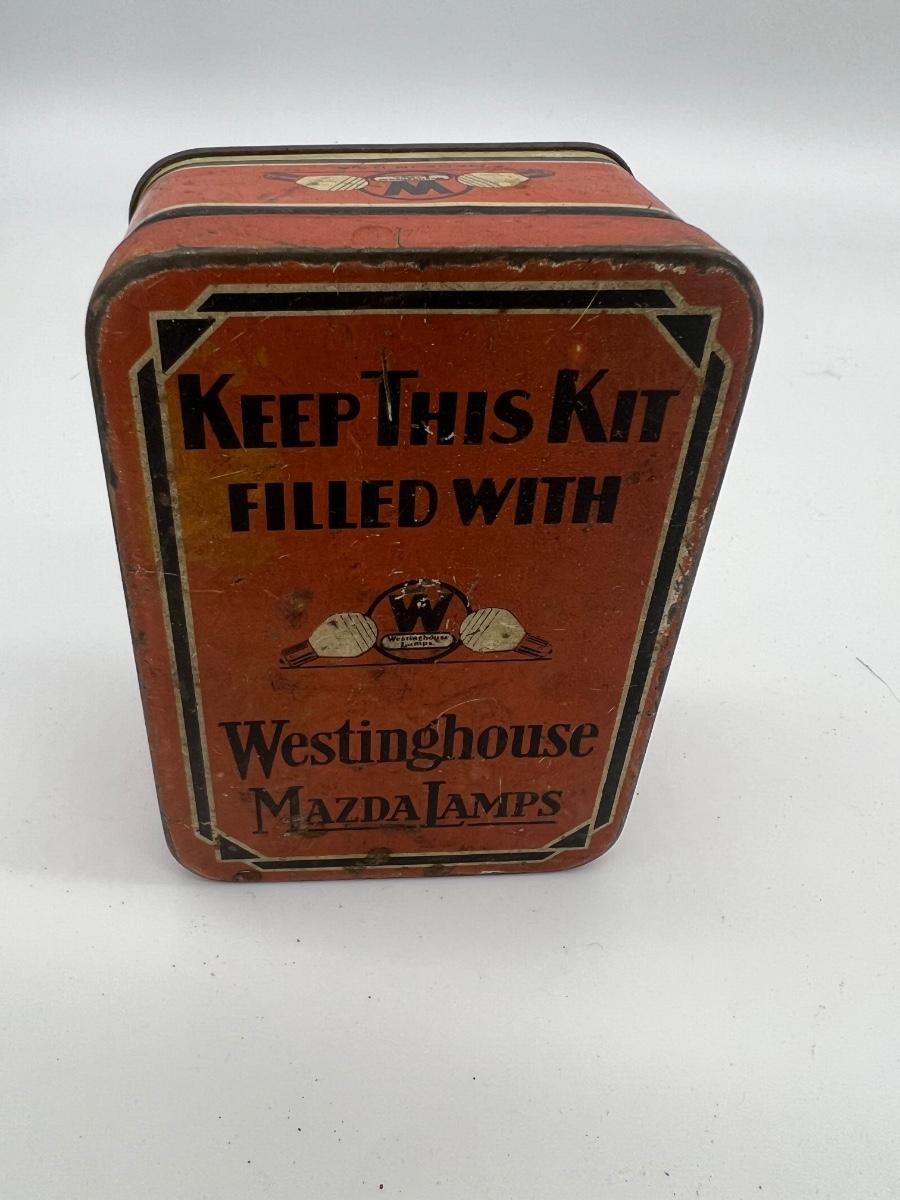 W
KEEP THIS KIT
FILLED WITH
W
Westinghouse
Lamps
Westinghouse
MAZDA LAMPS